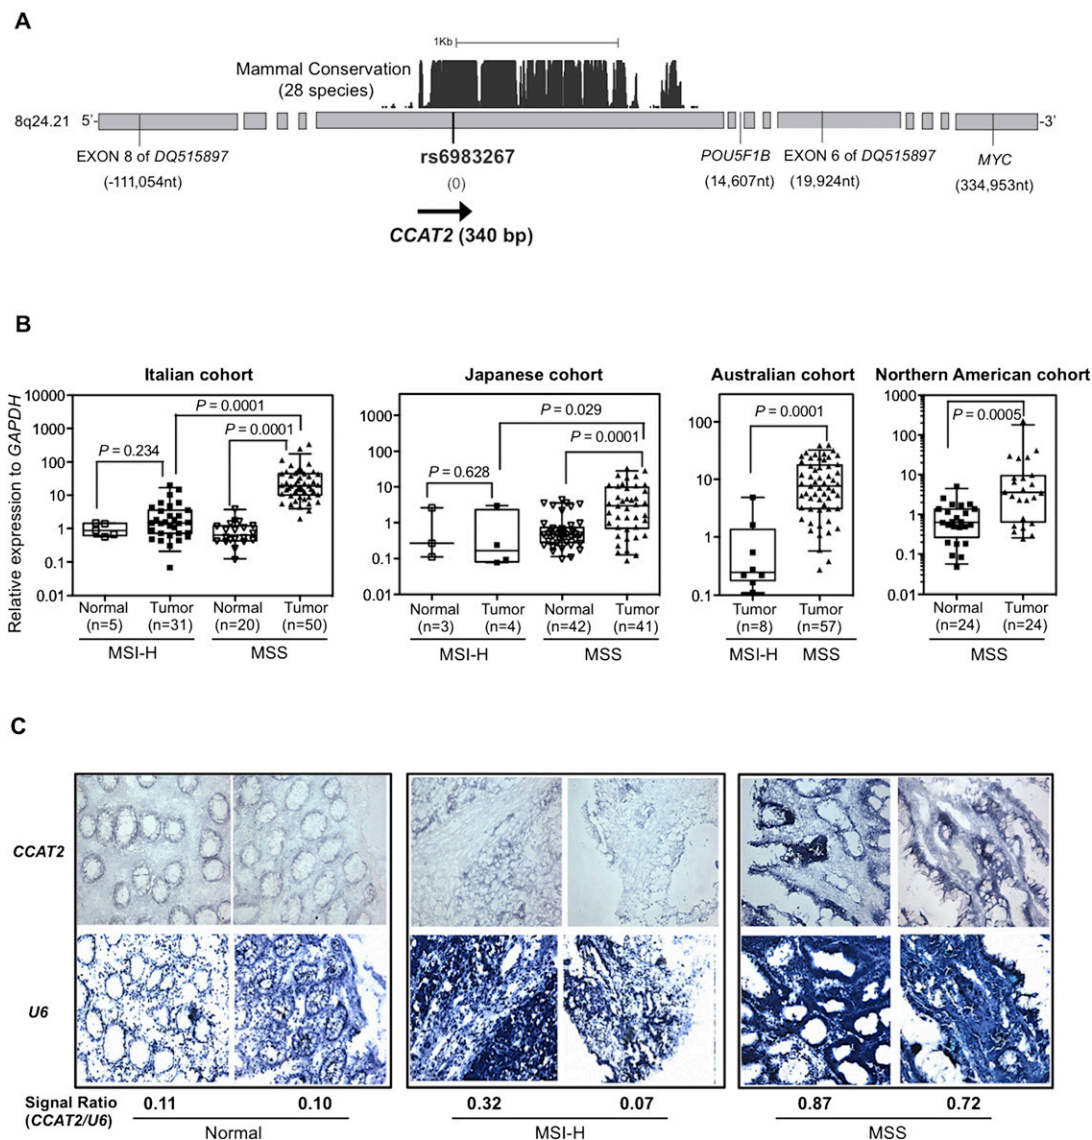 A
1Kb
Mammal Conservation
(28 species)
8q24.21 5'- -3'
EXON 8 of DQ515897 rs6983267 POU5F1B EXON 6 of DQ515897 MYC
(-111,054nt) (0) (14,607nt) (19,924nt) (334,953nt)
CCAT2 (340 bp)
B
Relative expression to GAPDH
Italian cohort
10000
1000
100
10
1
0.1
0.01
P = 0.0001
P = 0.0001
P = 0.234
Normal Tumor Normal Tumor
(n=5) (n=31) (n=20) (n=50)
MSI-H MSS
Japanese cohort
1000
100
10
1
0.1
0.01
P = 0.029
P = 0.0001
P = 0.628
Normal Tumor Normal Tumor
(n=3) (n=4) (n=42) (n=41)
MSI-H MSS
Australian cohort
100
10
1
0.1
P = 0.0001
Tumor Tumor
(n=8) (n=57)
MSI-H MSS
Northern American cohort
1000
100
10
1
0.1
0.01
P = 0.0005
Normal Tumor
(n=24) (n=24)
MSS
C
CCAT2
U6
Signal Ratio 0.11 0.10 0.32 0.07 0.87 0.72
(CCAT2/U6)
Normal MSI-H MSS